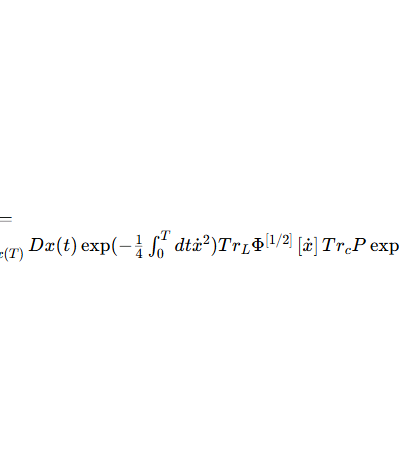 =
x(T) Dx(t) exp(−1/4 ∫₀ᵀ dtẋ²)Tr_L Φ^[1/2] [ẋ] Tr_c P exp